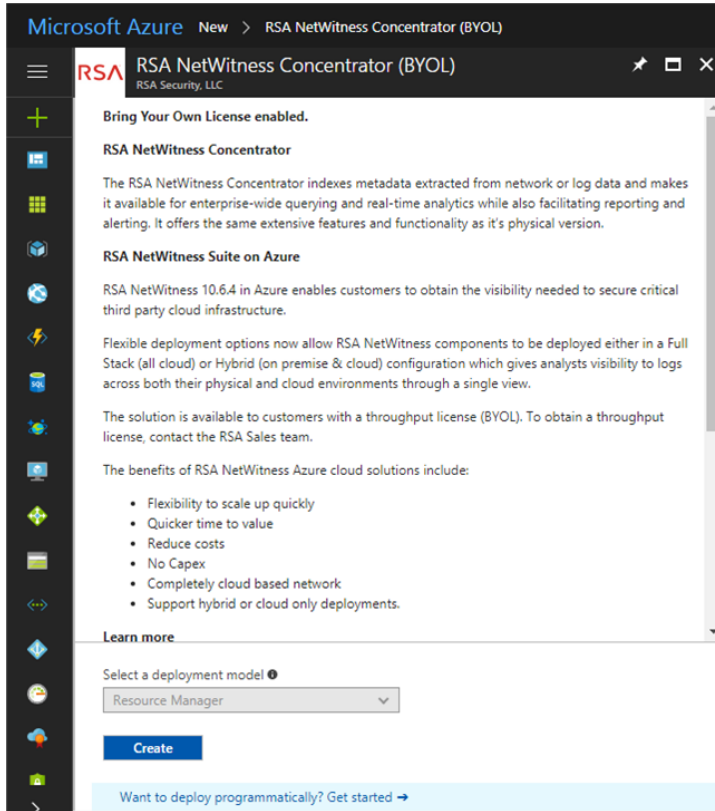 Microsoft Azure New > RSA NetWitness Concentrator (BYOL)
RSA RSA NetWitness Concentrator (BYOL)
RSA Security, LLC
Bring Your Own License enabled.
RSA NetWitness Concentrator
The RSA NetWitness Concentrator indexes metadata extracted from network or log data and makes
it available for enterprise-wide querying and real-time analytics while also facilitating reporting and
alerting. It offers the same extensive features and functionality as it's physical version.
RSA NetWitness Suite on Azure
RSA NetWitness 10.6.4 in Azure enables customers to obtain the visibility needed to secure critical
third party cloud infrastructure.
Flexible deployment options now allow RSA NetWitness components to be deployed either in a Full
Stack (all cloud) or Hybrid (on premise & cloud) configuration which gives analysts visibility to logs
across both their physical and cloud environments through a single view.
The solution is available to customers with a throughput license (BYOL). To obtain a throughput
license, contact the RSA Sales team.
The benefits of RSA NetWitness Azure cloud solutions include:
• Flexibility to scale up quickly
• Quicker time to value
• Reduce costs
• No Capex
• Completely cloud based network
• Support hybrid or cloud only deployments.
Learn more
Select a deployment model
Resource Manager
Create
Want to deploy programmatically? Get started →
SQL